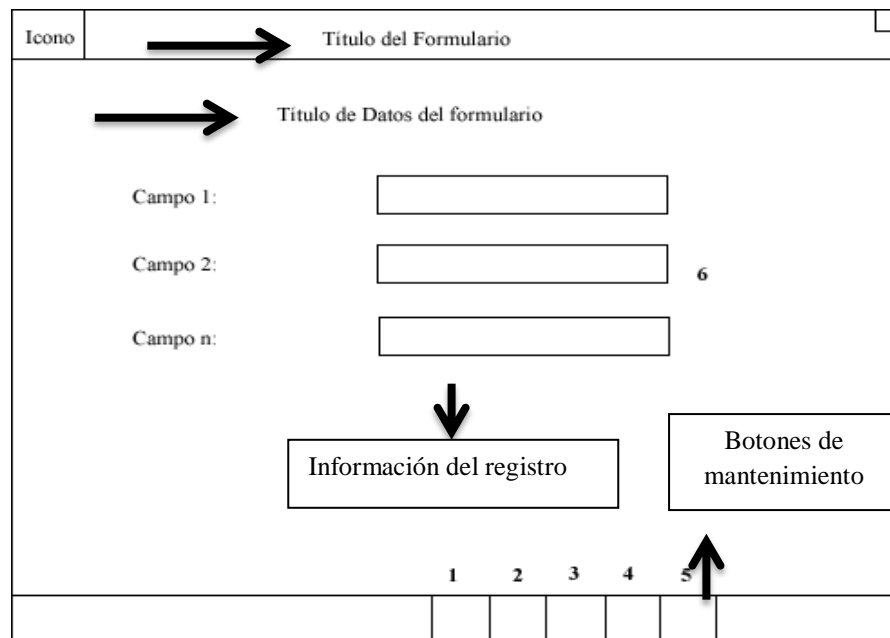 Icono
Título del Formulario
Título de Datos del formulario
Campo 1:
Campo 2:
6
Campo n:
Información del registro
Botones de
mantenimiento
1 2 3 4 5